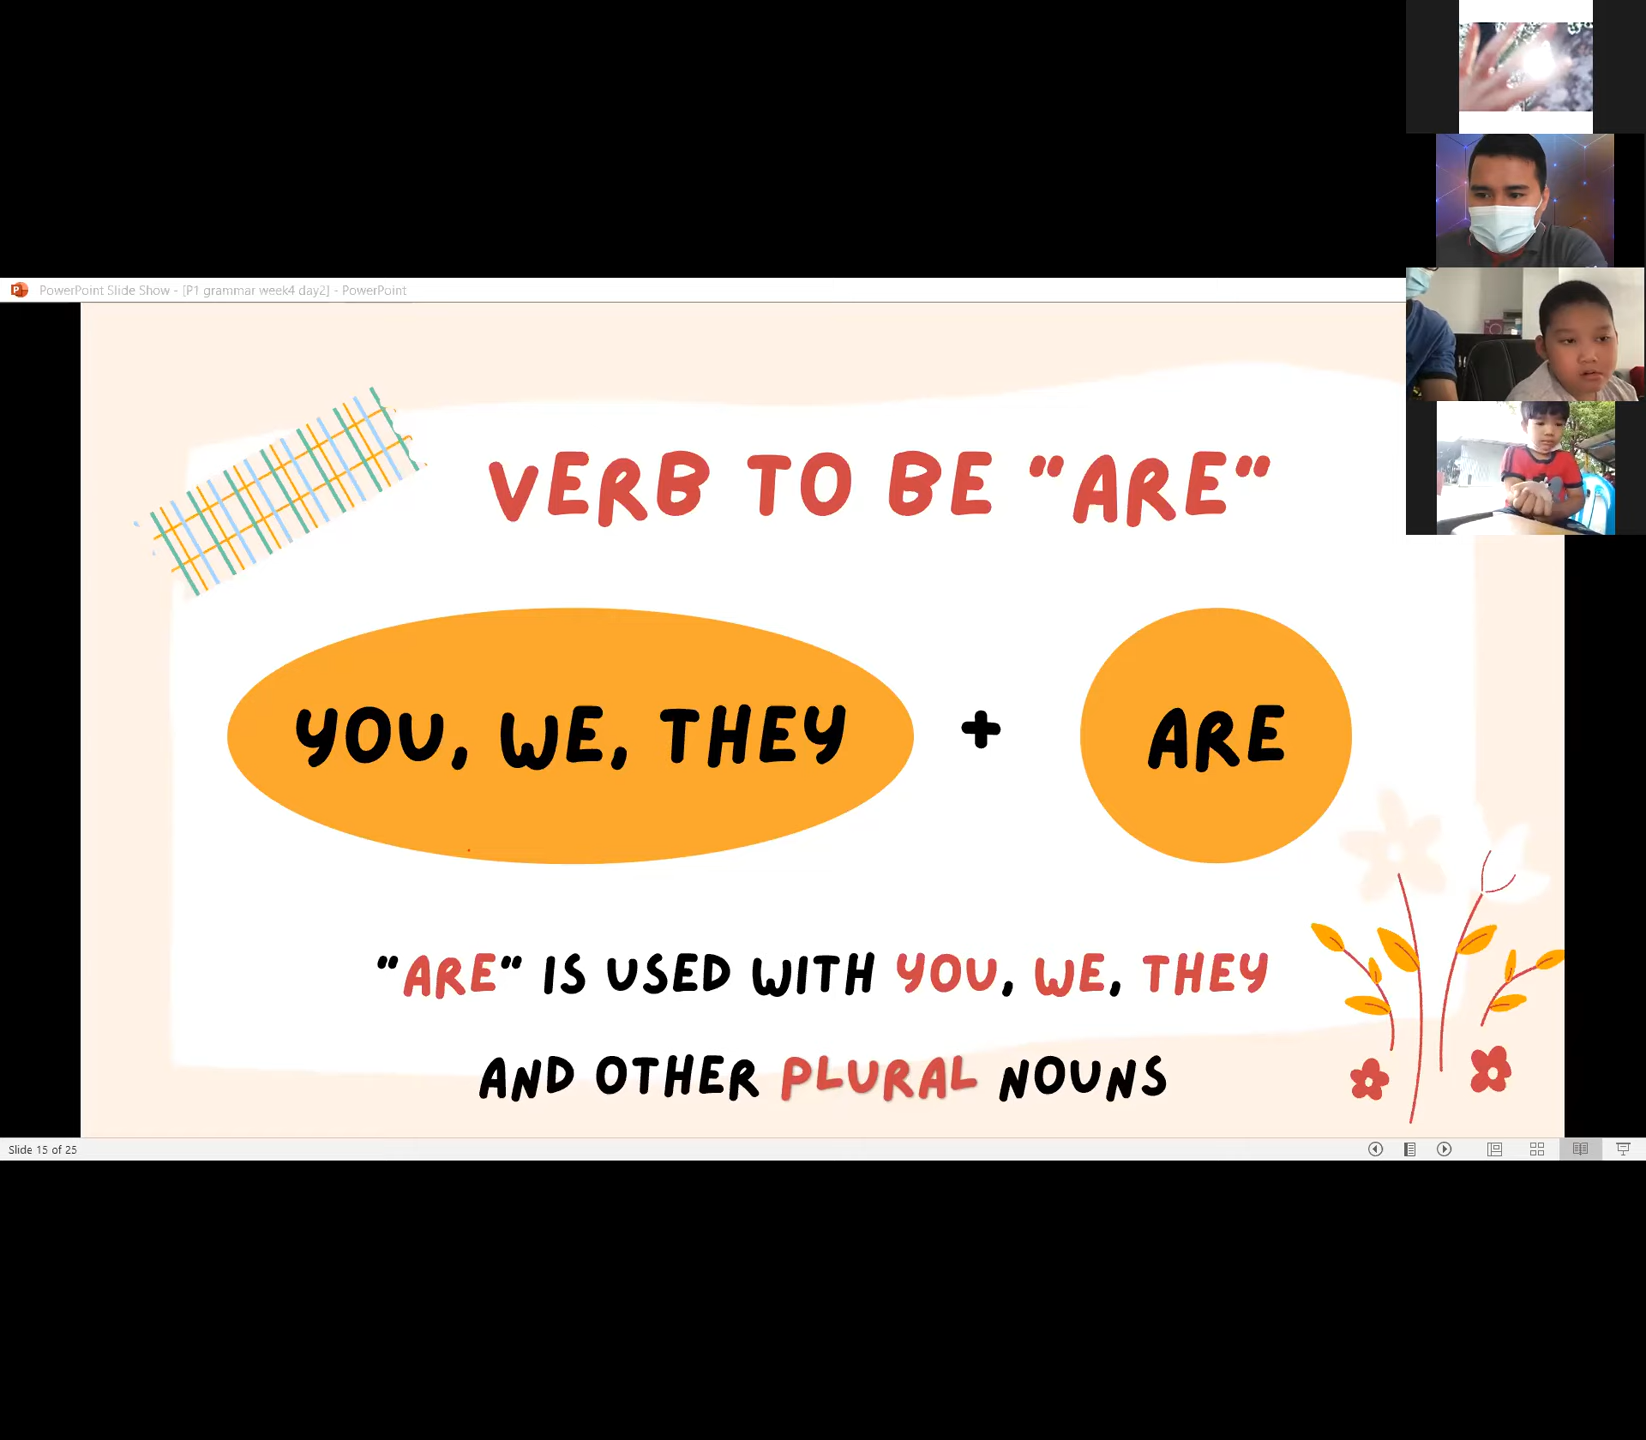 PowerPoint Slide Show - [P1 grammar week4 day2] - PowerPoint
VERB TO BE "ARE"
YOU, WE, THEY + ARE
"ARE" IS USED WITH YOU, WE, THEY
AND OTHER PLURAL NOUNS
Slide 15 of 25